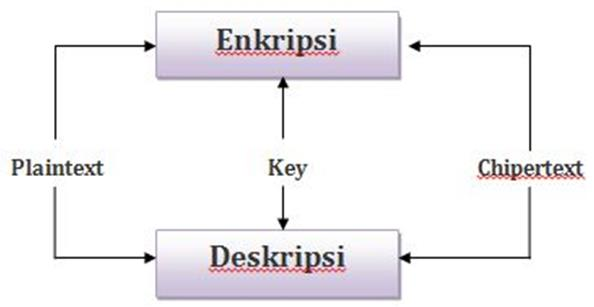 Enkripsi
Plaintext
Key
Chipertext
Deskripsi